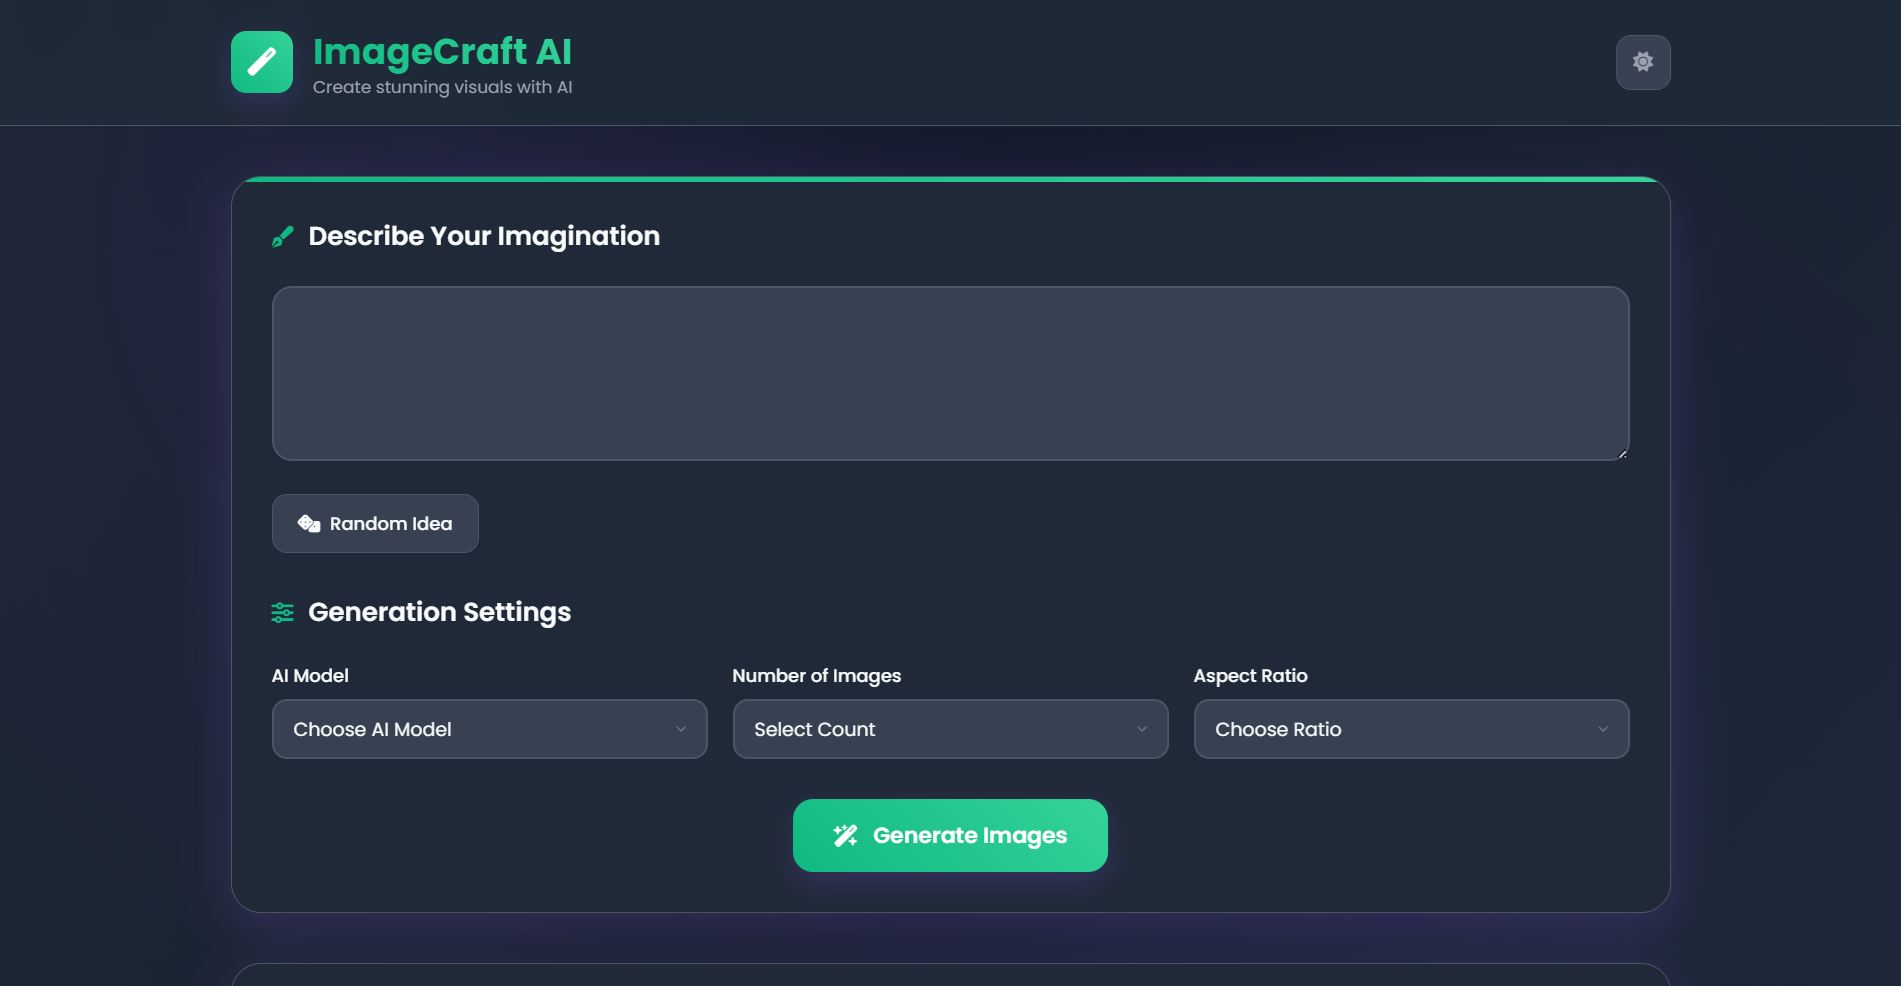 ImageCraft AI
Create stunning visuals with AI
Describe Your Imagination
Random Idea
Generation Settings
AI Model
Number of Images
Aspect Ratio
Choose AI Model
Select Count
Choose Ratio
Generate Images